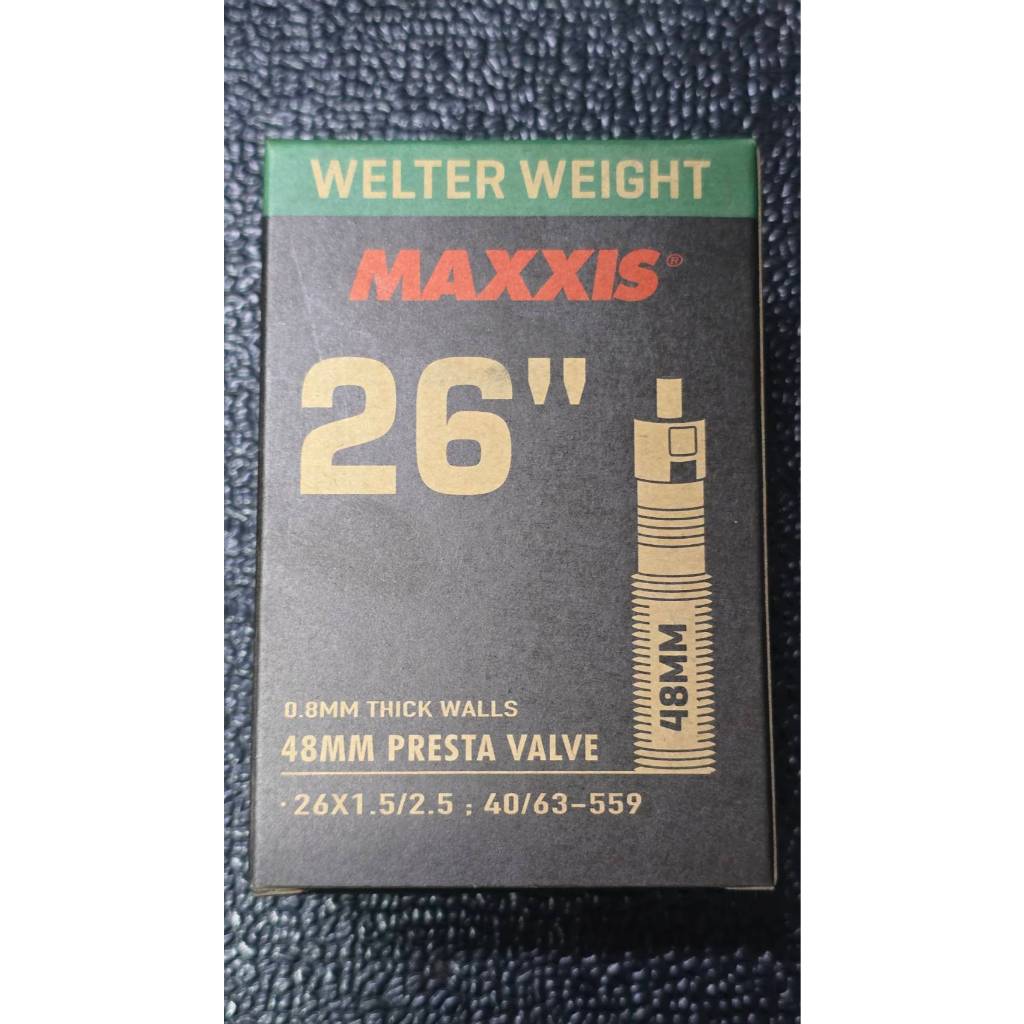 WELTER WEIGHT
MAXXIS®
26"
48MM
0.8MM THICK WALLS
48MM PRESTA VALVE
·26X1.5/2.5 ; 40/63-559